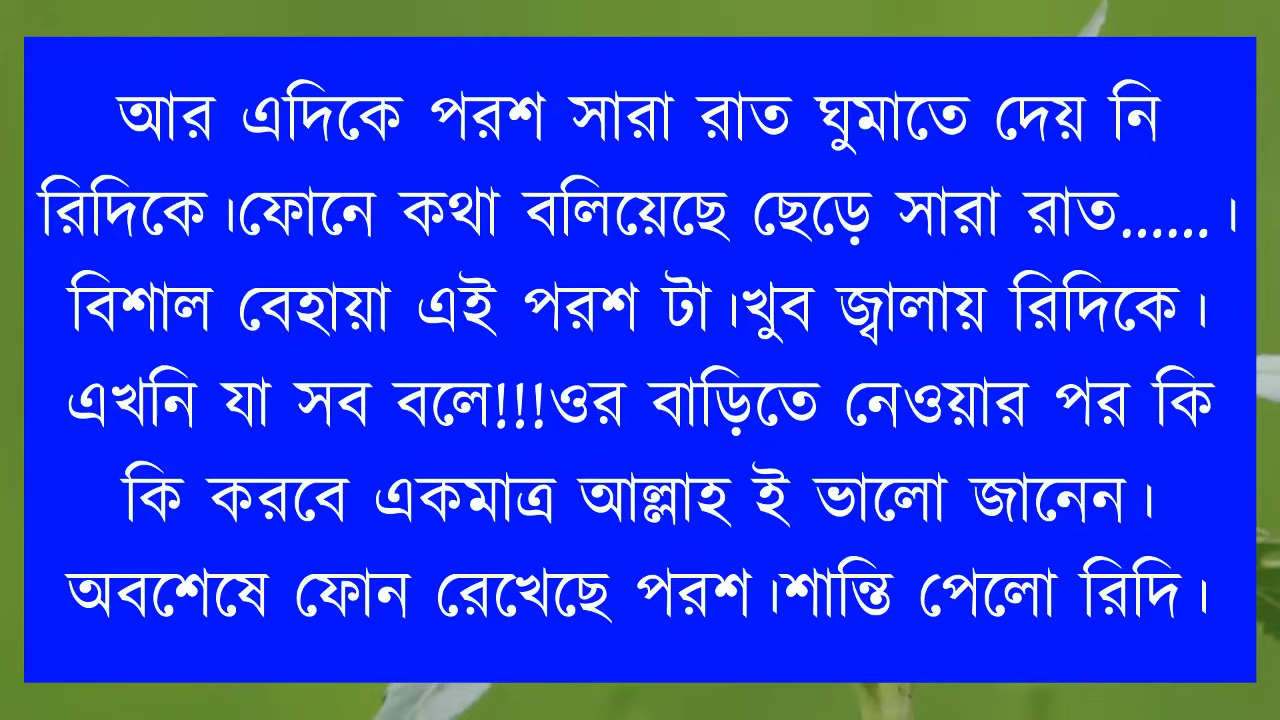 আর এদিকে পরশ সারা রাত ঘুমাতে দেয় নি
রিদিকে।ফোনে কথা বলিয়েছে ছেড়ে সারা রাত......।
বিশাল বেহায়া এই পরশ টা।খুব জ্বালায় রিদিকে।
এখনি যা সব বলে!!!ওর বাড়িতে নেওয়ার পর কি
কি করবে একমাত্র আল্লাহ ই ভালো জানেন।
অবশেষে ফোন রেখেছে পরশ।শান্তি পেলো রিদি।